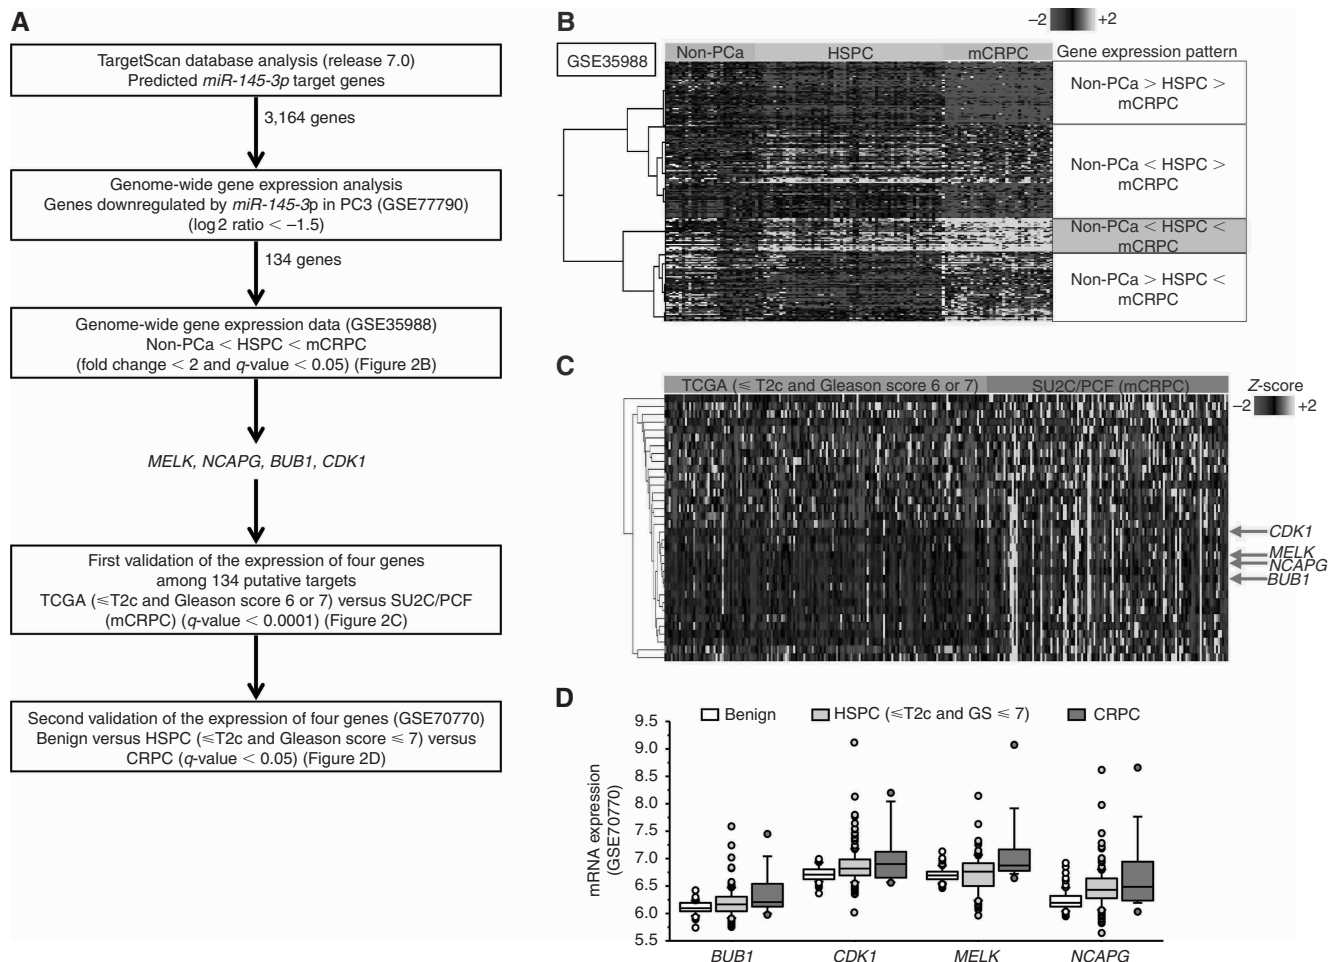 A
TargetScan database analysis (release 7.0)
Predicted miR-145-3p target genes
3,164 genes
Genome-wide gene expression analysis
Genes downregulated by miR-145-3p in PC3 (GSE77790)
(log2 ratio < –1.5)
134 genes
Genome-wide gene expression data (GSE35988)
Non-PCa < HSPC < mCRPC
(fold change < 2 and q-value < 0.05) (Figure 2B)
MELK, NCAPG, BUB1, CDK1
First validation of the expression of four genes
among 134 putative targets
TCGA (≤T2c and Gleason score 6 or 7) versus SU2C/PCF
(mCRPC) (q-value < 0.0001) (Figure 2C)
Second validation of the expression of four genes (GSE70770)
Benign versus HSPC (≤T2c and Gleason score ≤ 7) versus
CRPC (q-value < 0.05) (Figure 2D)
B
–2 +2
GSE35988
Non-PCa HSPC mCRPC Gene expression pattern
Non-PCa > HSPC >
mCRPC
Non-PCa < HSPC >
mCRPC
Non-PCa < HSPC <
mCRPC
Non-PCa > HSPC <
mCRPC
C
TCGA (≤ T2c and Gleason score 6 or 7) SU2C/PCF (mCRPC)
Z-score
–2 +2
CDK1
MELK
NCAPG
BUB1
D
Benign HSPC (≤T2c and GS ≤ 7) CRPC
mRNA expression
(GSE70770)
9.5
9.0
8.5
8.0
7.5
7.0
6.5
6.0
5.5
BUB1 CDK1 MELK NCAPG